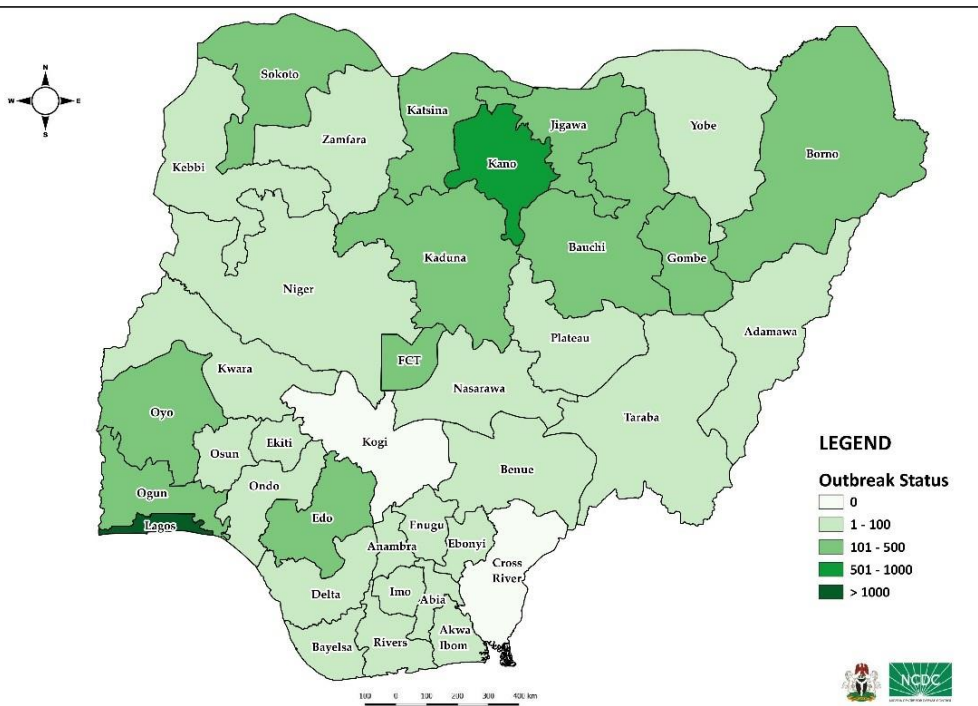 N
W E
S
Sokoto
Katsina
Jigawa
Yobe
Zamfara
Borno
Kano
Kebbi
Bauchi
Kaduna
Gombe
Niger
Adamawa
Plateau
FCT
Kwara
Nasarawa
Oyo
Taraba
Kogi
Ekiti
Osun
Benue
Ondo
Ogun
Edo
Lagos
Enugu
Anambra
Ebonyi
Cross
River
Delta
Imo
Abia
Akwa
Ibom
Bayelsa
Rivers
LEGEND
Outbreak Status
0
1 - 100
101 - 500
501 - 1000
> 1000
100 0 100 200 300 400 km
NCDC